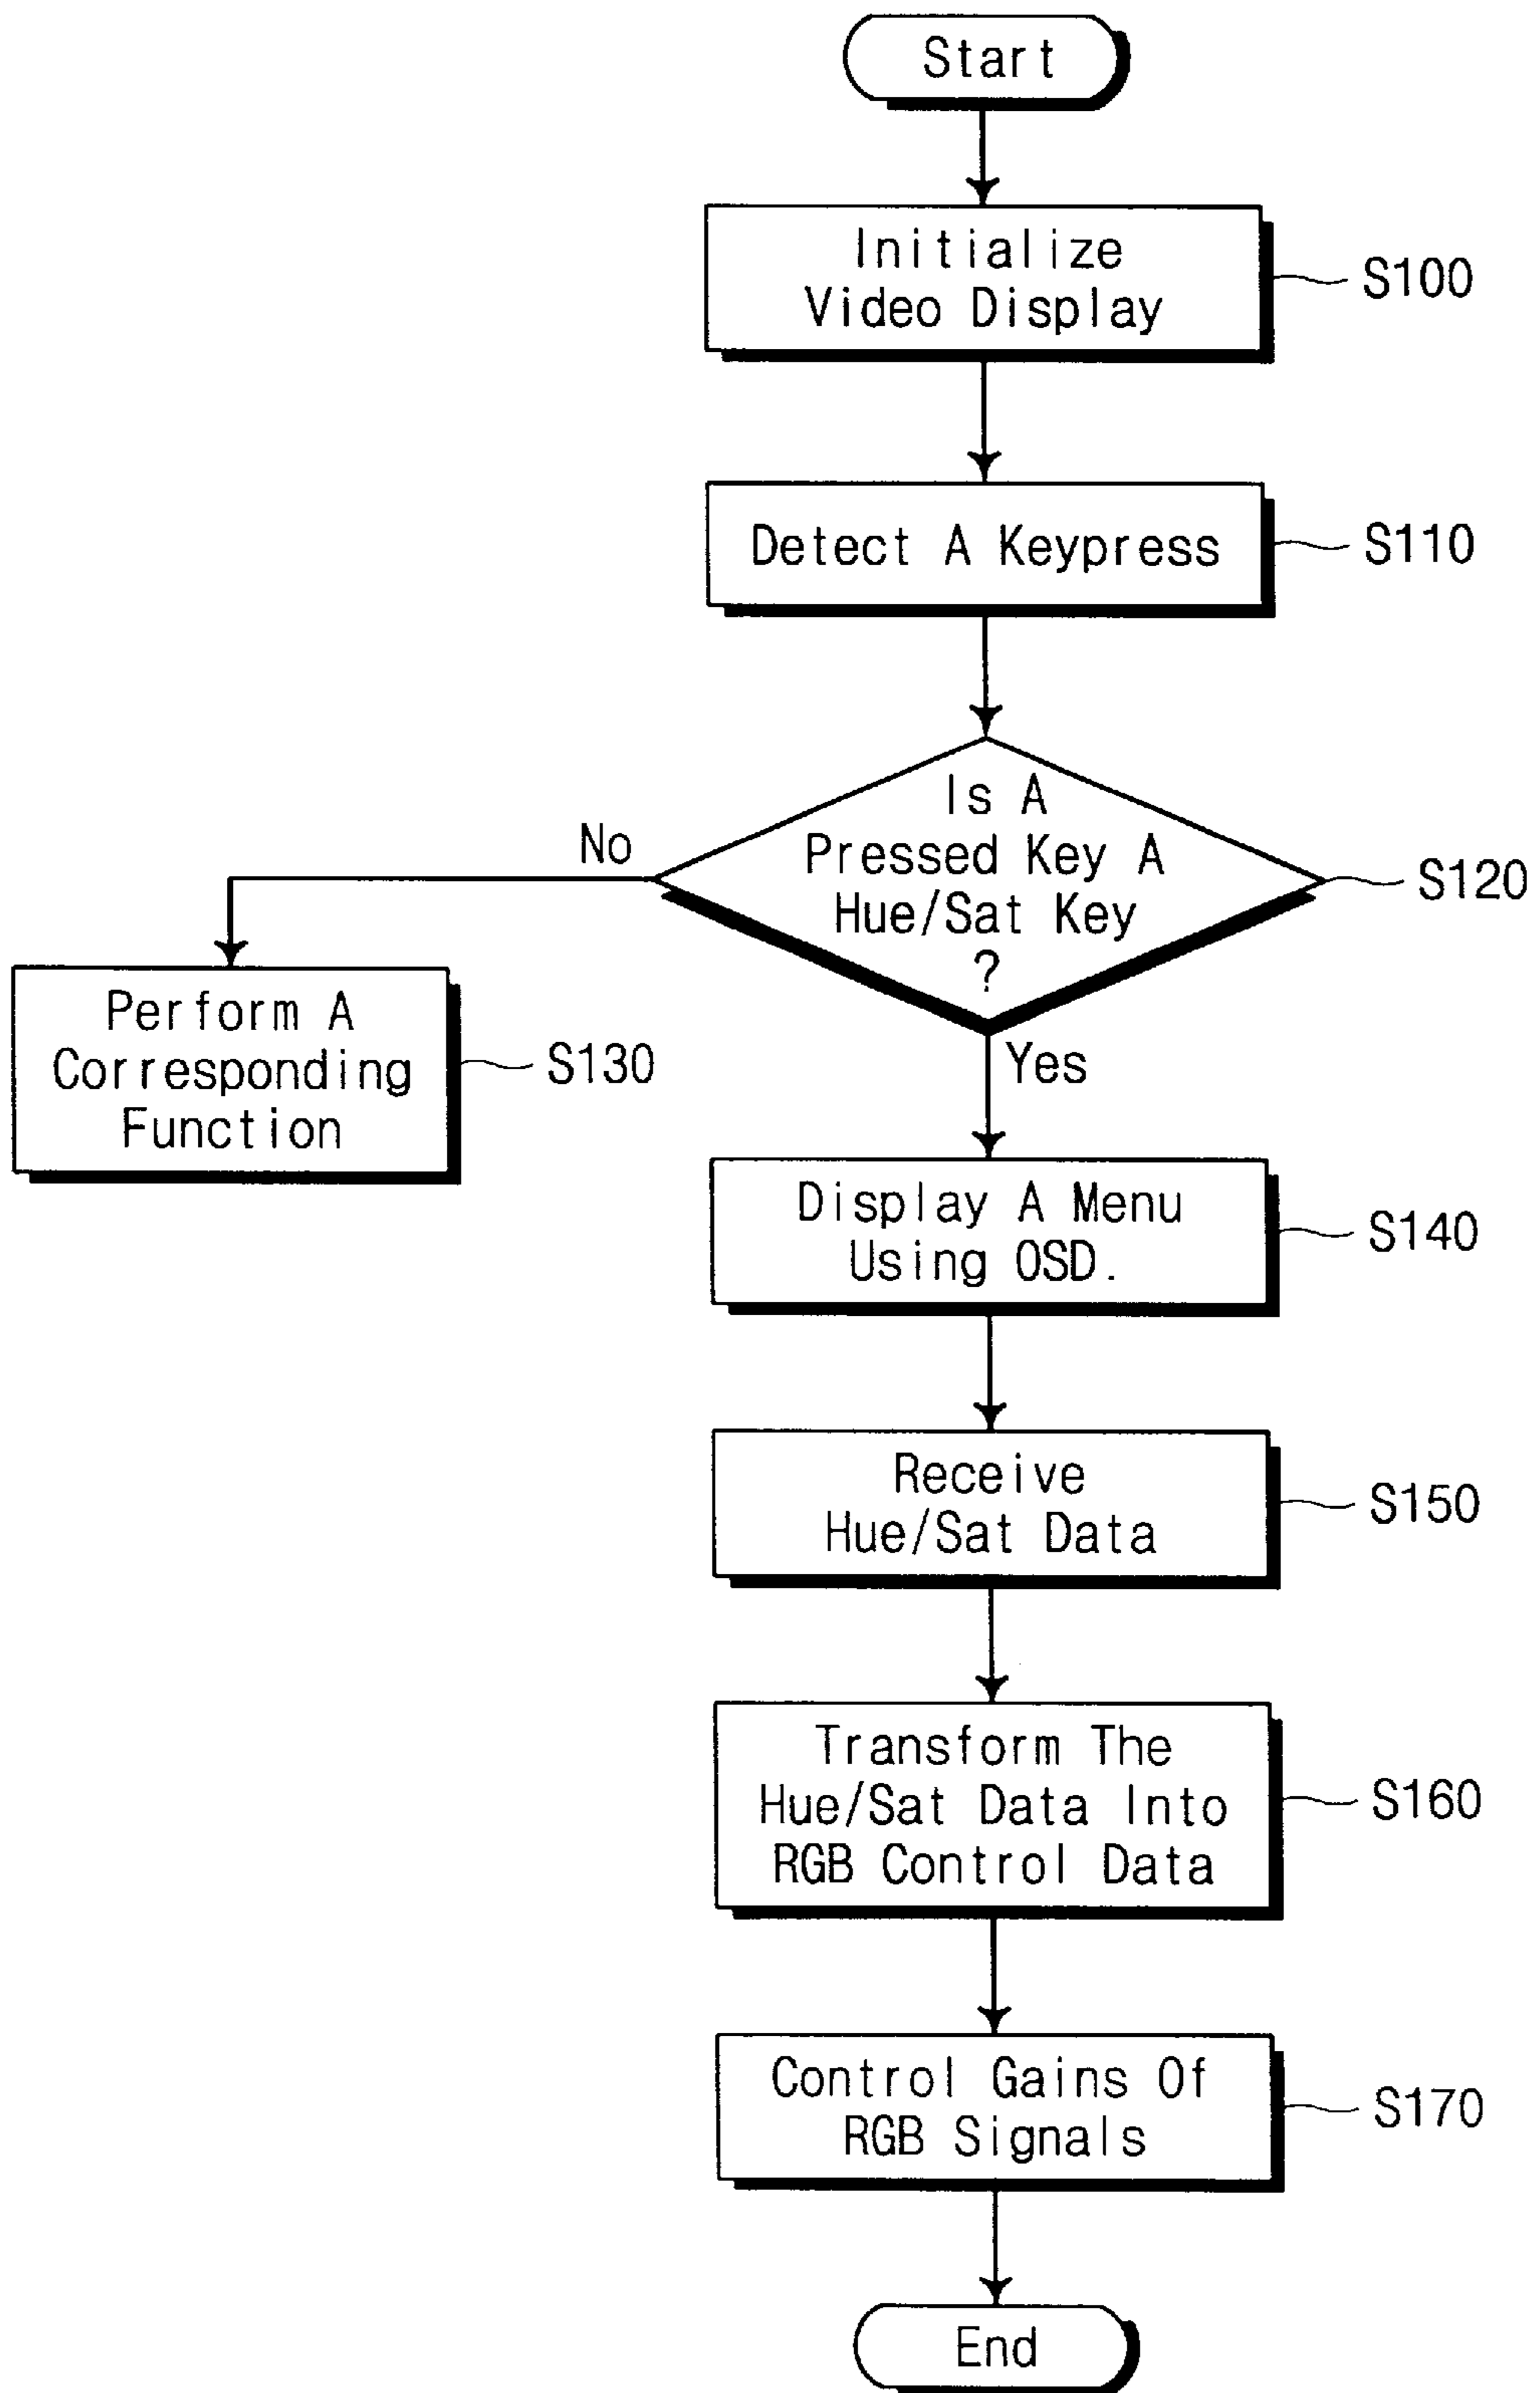 Start
Initialize
Video Display
S100
Detect A Keypress
S110
Is A
Pressed Key A
Hue/Sat Key
?
S120
No
Yes
Perform A
Corresponding
Function
S130
Display A Menu
Using OSD.
S140
Receive
Hue/Sat Data
S150
Transform The
Hue/Sat Data Into
RGB Control Data
S160
Control Gains Of
RGB Signals
S170
End